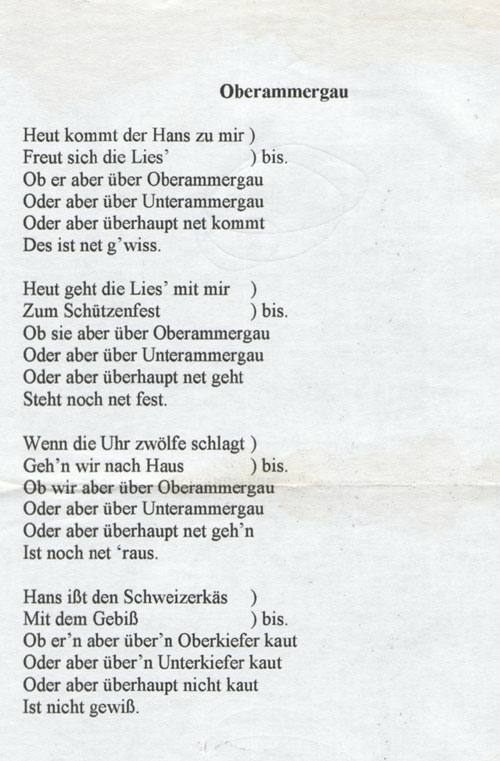 Oberammergau
Heut kommt der Hans zu mir )
Freut sich die Lies' ) bis.
Ob er aber über Oberammergau
Oder aber über Unterammergau
Oder aber überhaupt net kommt
Des ist net g'wiss.
Heut geht die Lies' mit mir )
Zum Schützenfest ) bis.
Ob sie aber über Oberammergau
Oder aber über Unterammergau
Oder aber überhaupt net geht
Steht noch net fest.
Wenn die Uhr zwölfe schlagt )
Geh'n wir nach Haus ) bis.
Ob wir aber über Oberammergau
Oder aber über Unterammergau
Oder aber überhaupt net geh'n
Ist noch net 'raus.
Hans ißt den Schweizerkäs )
Mit dem Gebiß ) bis.
Ob er'n aber über'n Oberkiefer kaut
Oder aber über'n Unterkiefer kaut
Oder aber überhaupt nicht kaut
Ist nicht gewiß.